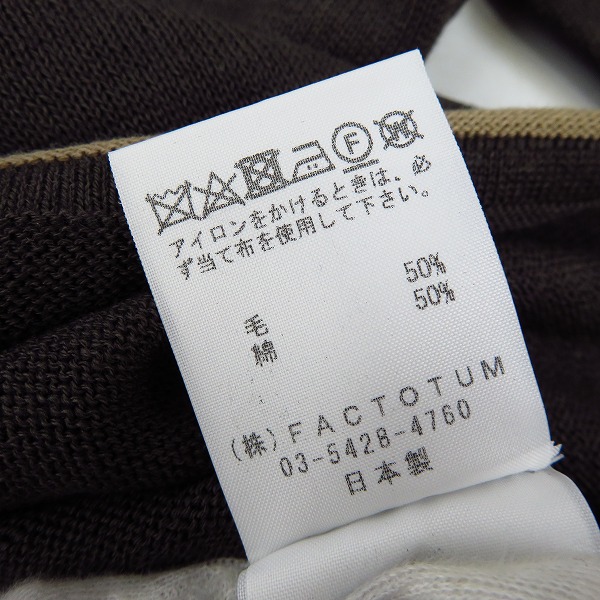 F W
アイロンをかけるときは、必
ず当て布を使用して下さい。
毛 50%
綿 50%
(株)FACTOTUM
03-5428-4760
日本製